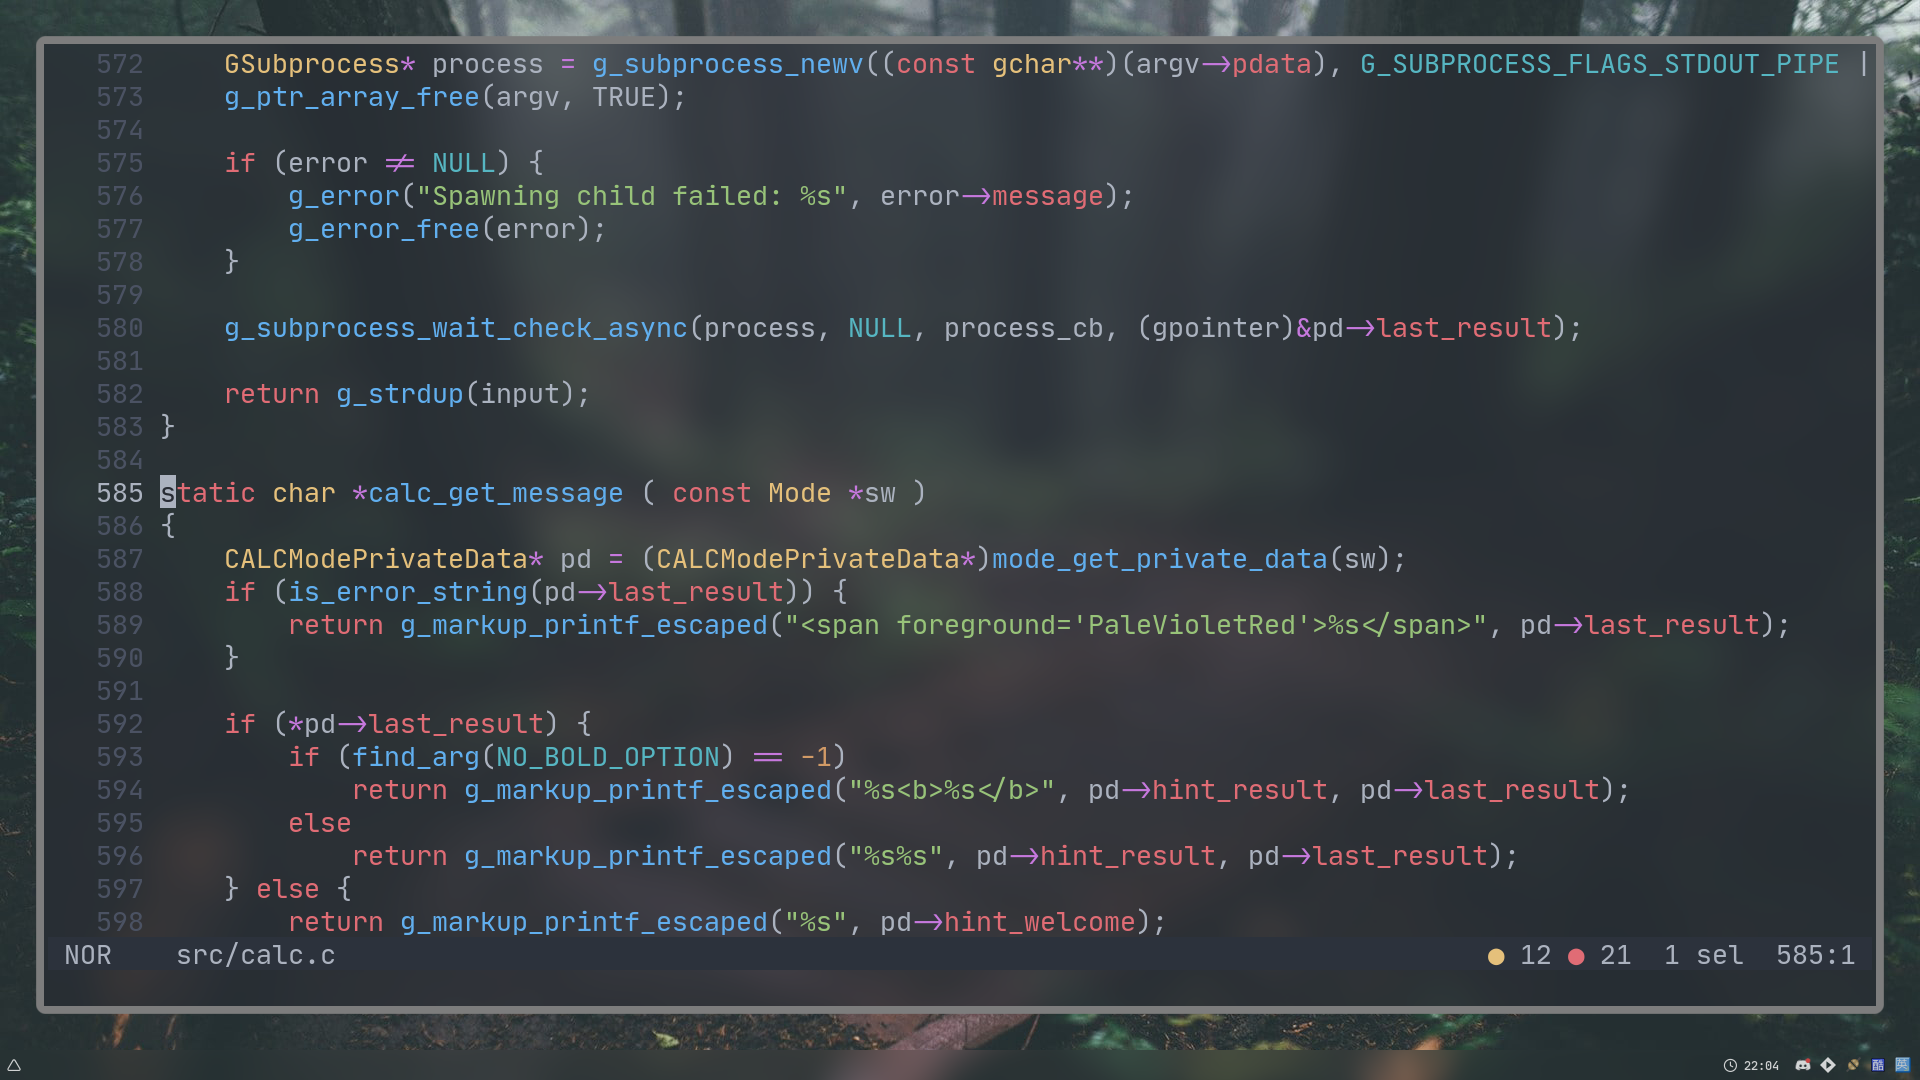 572     GSubprocess* process = g_subprocess_newv((const gchar**)(argv->pdata), G_SUBPROCESS_FLAGS_STDOUT_PIPE |
573     g_ptr_array_free(argv, TRUE);
574
575     if (error != NULL) {
576         g_error("Spawning child failed: %s", error->message);
577         g_error_free(error);
578     }
579
580     g_subprocess_wait_check_async(process, NULL, process_cb, (gpointer)&pd->last_result);
581
582     return g_strdup(input);
583 }
584
585 static char *calc_get_message ( const Mode *sw )
586 {
587     CALCModePrivateData* pd = (CALCModePrivateData*)mode_get_private_data(sw);
588     if (is_error_string(pd->last_result)) {
589         return g_markup_printf_escaped("<span foreground='PaleVioletRed'>%s</span>", pd->last_result);
590     }
591
592     if (*pd->last_result) {
593         if (find_arg(NO_BOLD_OPTION) == -1)
594             return g_markup_printf_escaped("%s<b>%s</b>", pd->hint_result, pd->last_result);
595         else
596             return g_markup_printf_escaped("%s%s", pd->hint_result, pd->last_result);
597     } else {
598         return g_markup_printf_escaped("%s", pd->hint_welcome);
NOR    src/calc.c    ● 12 ● 21  1 sel  585:1
22:04 酷 英